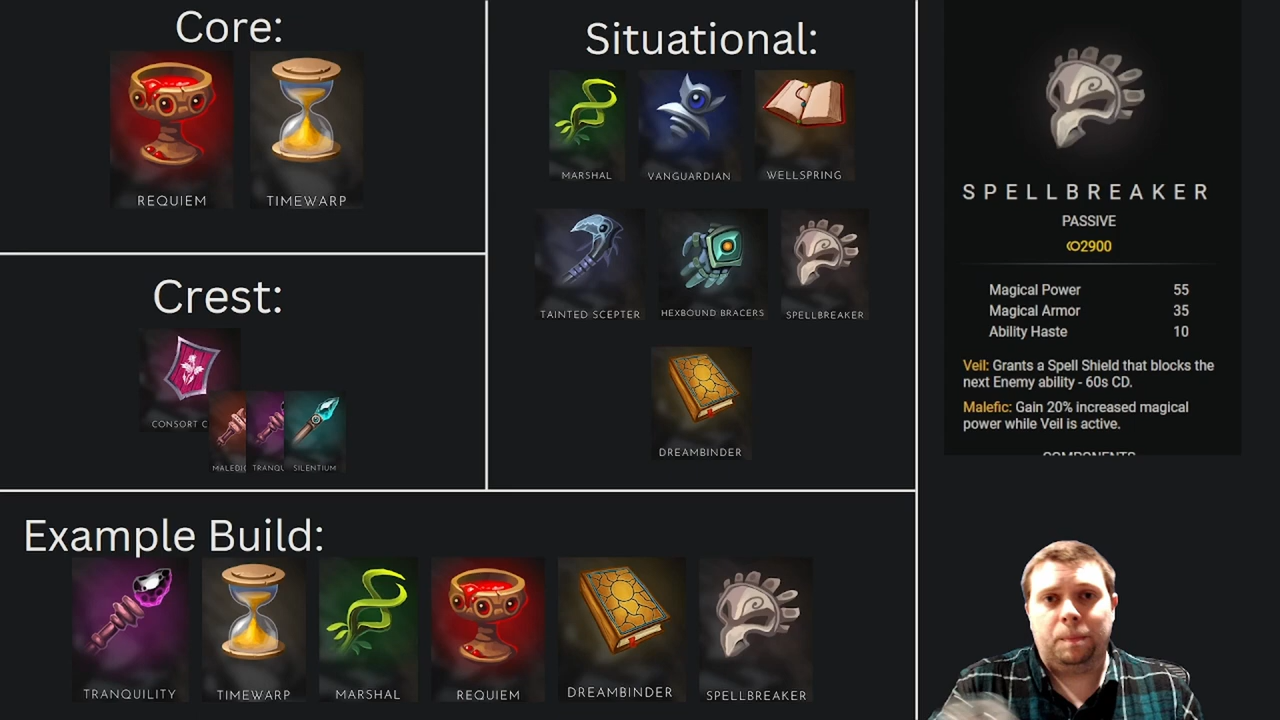 Core:
REQUIEM
TIMEWARP
Crest:
CONSORT C
TRANQU
SILENTIUM
Situational:
MARSHAL
VANGUARDIAN
WELLSPRING
TAINTED SCEPTER
HEXBOUND BRACERS
SPELLBREAKER
DREAMBINDER
Example Build:
TRANQUILITY
TIMEWARP
MARSHAL
REQUIEM
DREAMBINDER
SPELLBREAKER
SPELLBREAKER
PASSIVE
2900
Magical Power 55
Magical Armor 35
Ability Haste 10
Veil: Grants a Spell Shield that blocks the
next Enemy ability - 60s CD.
Malefic: Gain 20% increased magical
power while Veil is active.